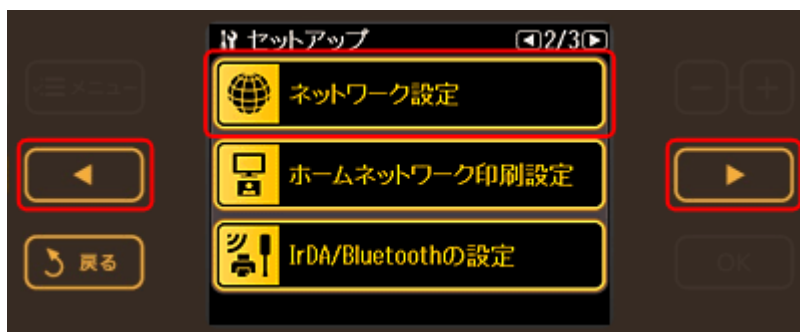 セットアップ
2/3
メニュー
ネットワーク設定
ホームネットワーク印刷設定
戻る
IrDA/Bluetoothの設定
OK